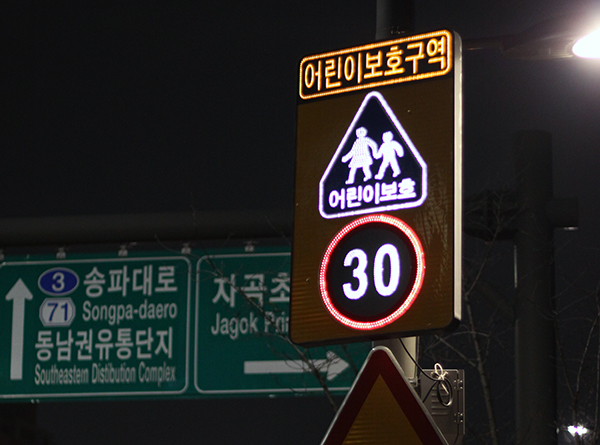 어린이보호구역
어린이보호
30
3
71
송파대로
Songpa-daero
동남권유통단지
Southeastern Distibution Complex
자곡초
Jagok